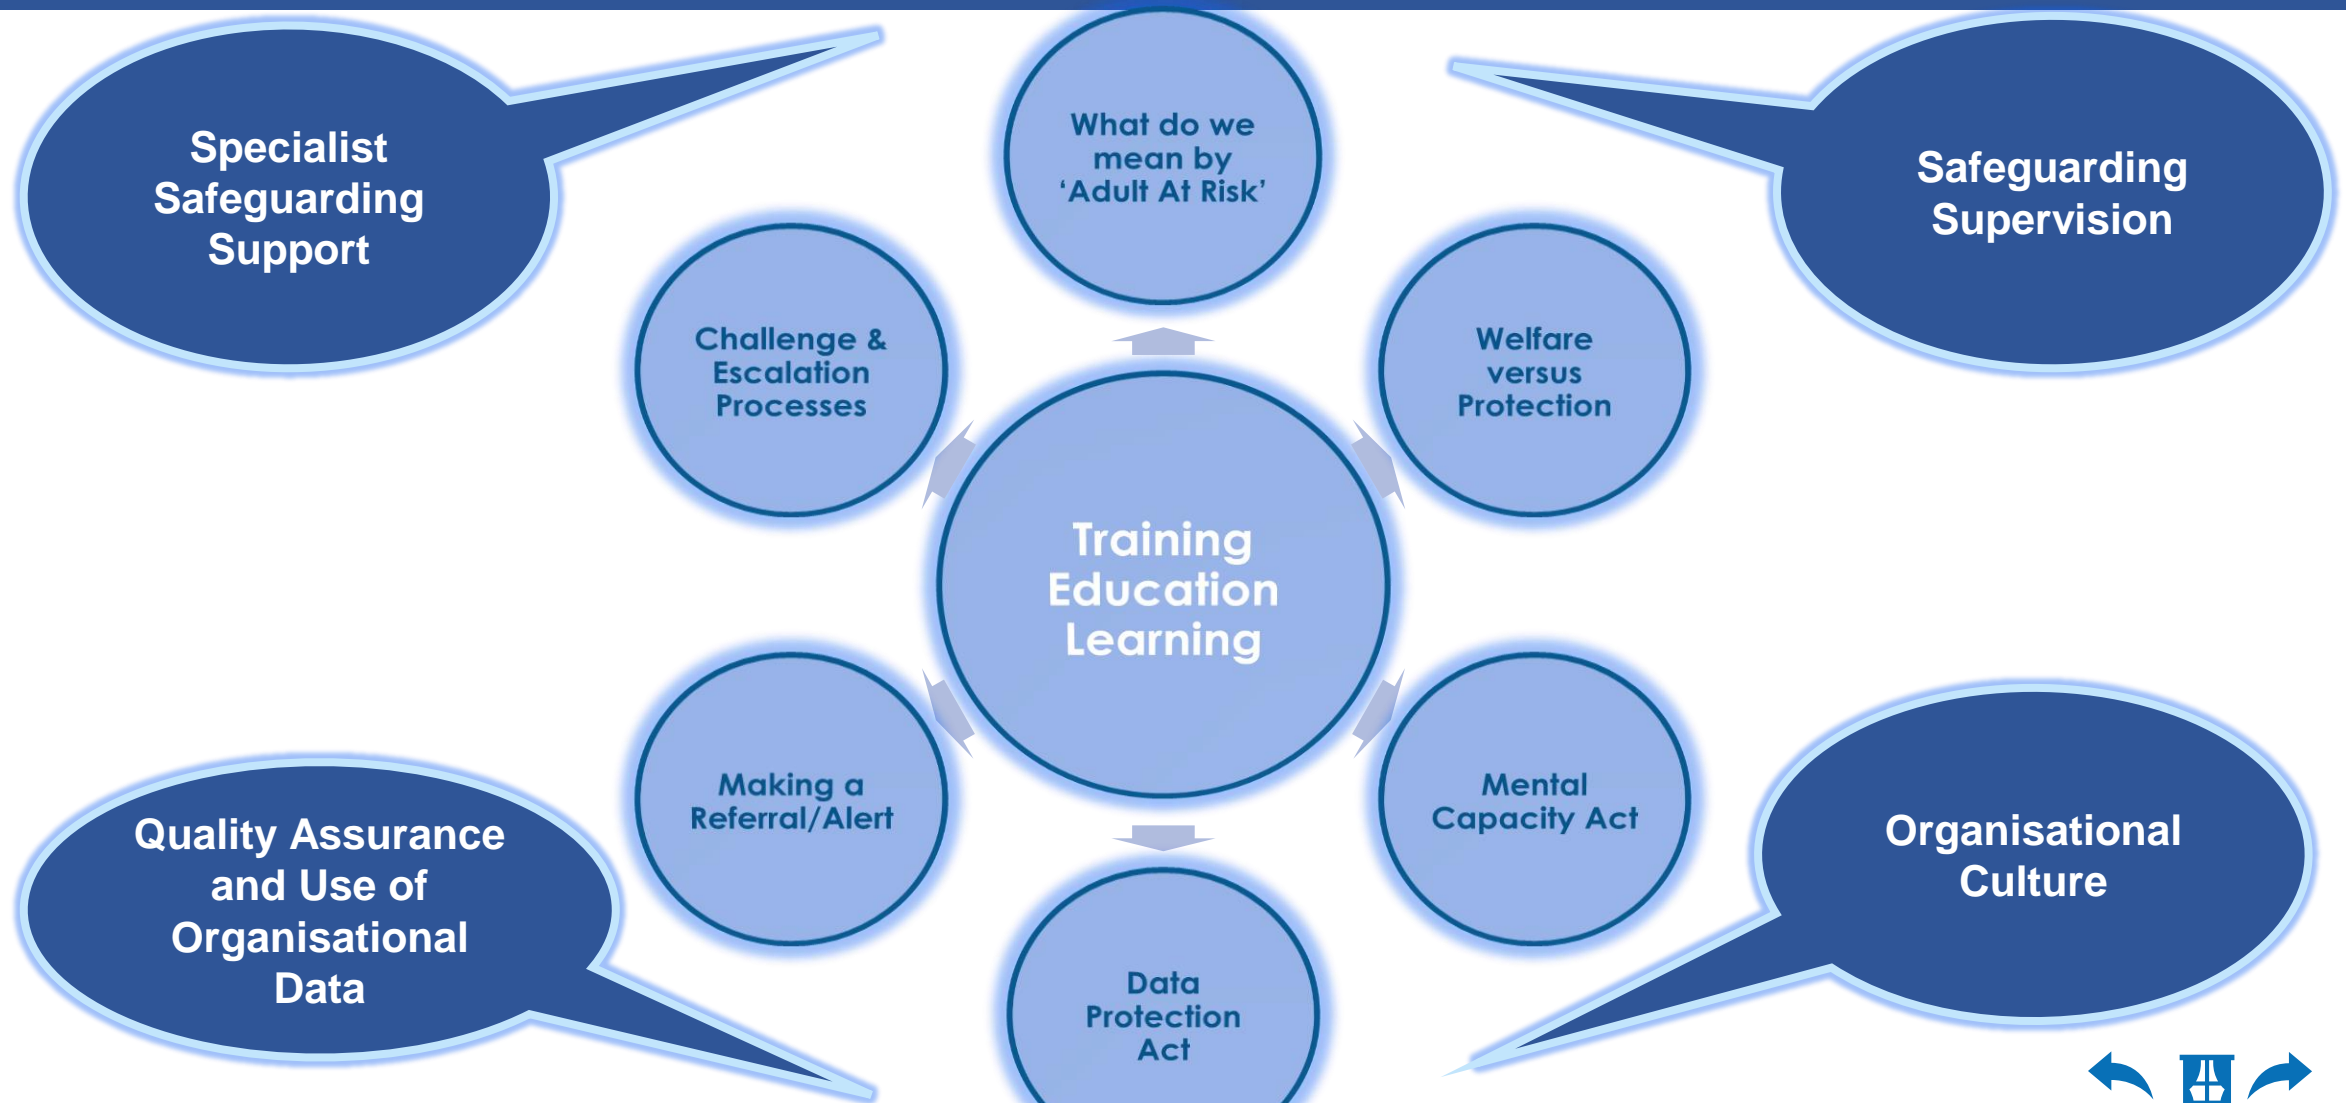 Specialist
Safeguarding
Support
What do we
mean by
‘Adult At Risk’
Safeguarding
Supervision
Challenge &
Escalation
Processes
Welfare
versus
Protection
Training
Education
Learning
Making a
Referral/Alert
Mental
Capacity Act
Quality Assurance
and Use of
Organisational
Data
Organisational
Culture
Data
Protection
Act